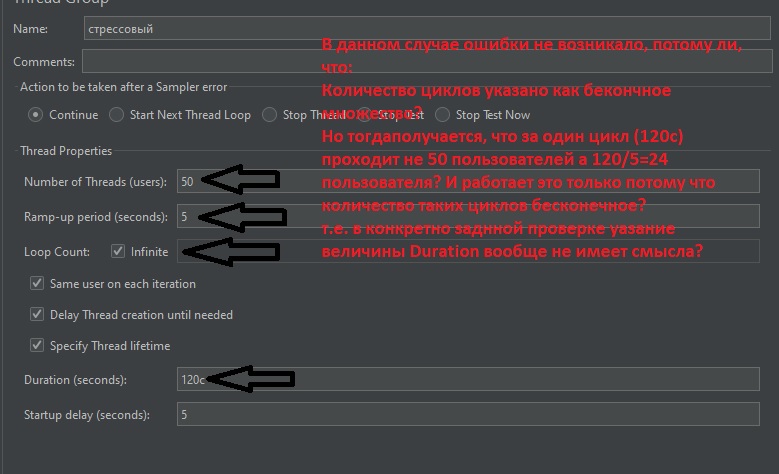 Thread Group
Name: стрессовый
Comments:
Action to be taken after a Sampler error
Continue Start Next Thread Loop Stop Thread Stop Test Stop Test Now
Thread Properties
Number of Threads (users): 50
Ramp-up period (seconds): 5
Loop Count: Infinite
Same user on each iteration
Delay Thread creation until needed
Specify Thread lifetime
Duration (seconds): 120с
Startup delay (seconds): 5
В данном случае ошибки не возникало, потому ли,
что:
Количество циклов указано как бекончное
множество?
Но тогдаполучается, что за один цикл (120с)
проходит не 50 пользователей а 120/5=24
пользователя? И работает это только потому что
количество таких циклов бесконечное?
т.е. в конкретно заднной проверке уазание
величины Duration вообще не имеет смысла?